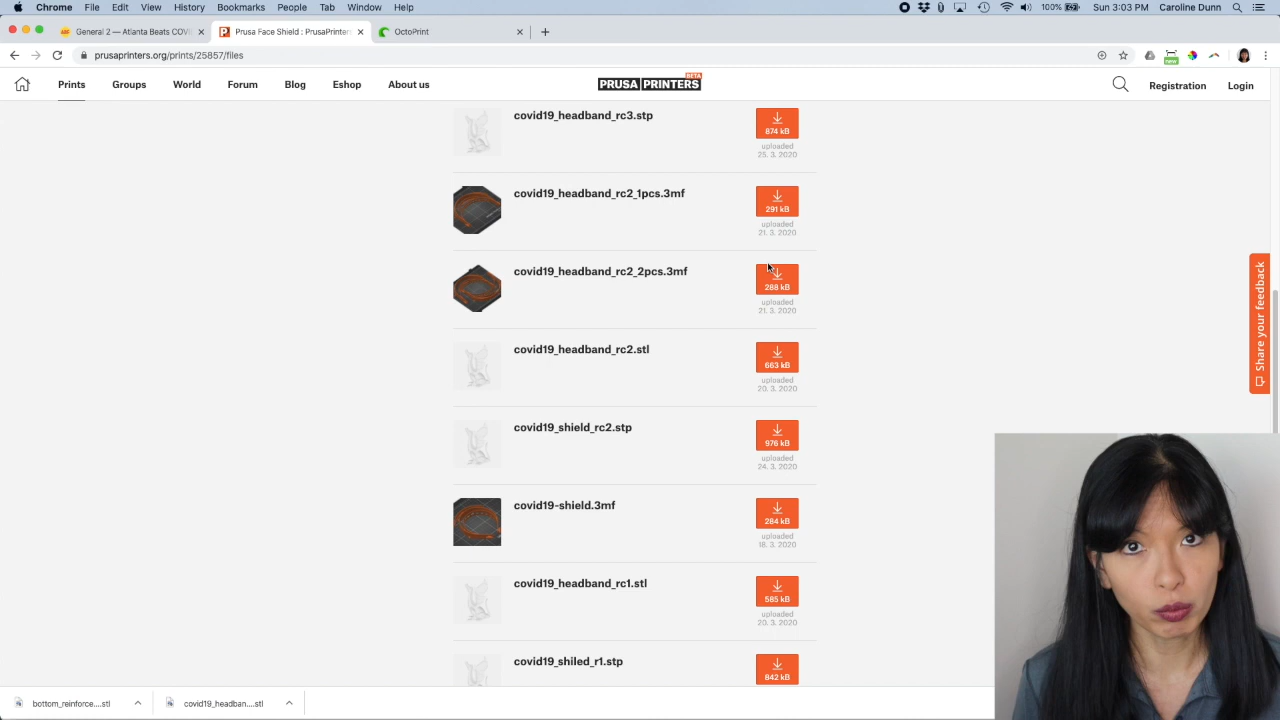 Chrome File Edit View History Bookmarks People Tab Window Help 100% Sun 3:03 PM Caroline Dunn
General 2 — Atlanta Beats COVI
Prusa Face Shield : PrusaPrinters
OctoPrint
prusaprinters.org/prints/25857/files
new
Prints Groups World Forum Blog Eshop About us
PRUSA PRINTERS
BETA
Registration Login
covid19_headband_rc3.stp
874 kB
uploaded
25. 3. 2020
covid19_headband_rc2_1pcs.3mf
291 kB
uploaded
21. 3. 2020
covid19_headband_rc2_2pcs.3mf
288 kB
uploaded
21. 3. 2020
covid19_headband_rc2.stl
663 kB
uploaded
20. 3. 2020
covid19_shield_rc2.stp
976 kB
uploaded
24. 3. 2020
covid19-shield.3mf
284 kB
uploaded
18. 3. 2020
covid19_headband_rc1.stl
585 kB
uploaded
20. 3. 2020
covid19_shiled_r1.stp
842 kB
Share your feedback
bottom_reinforce....stl
covid19_headban....stl